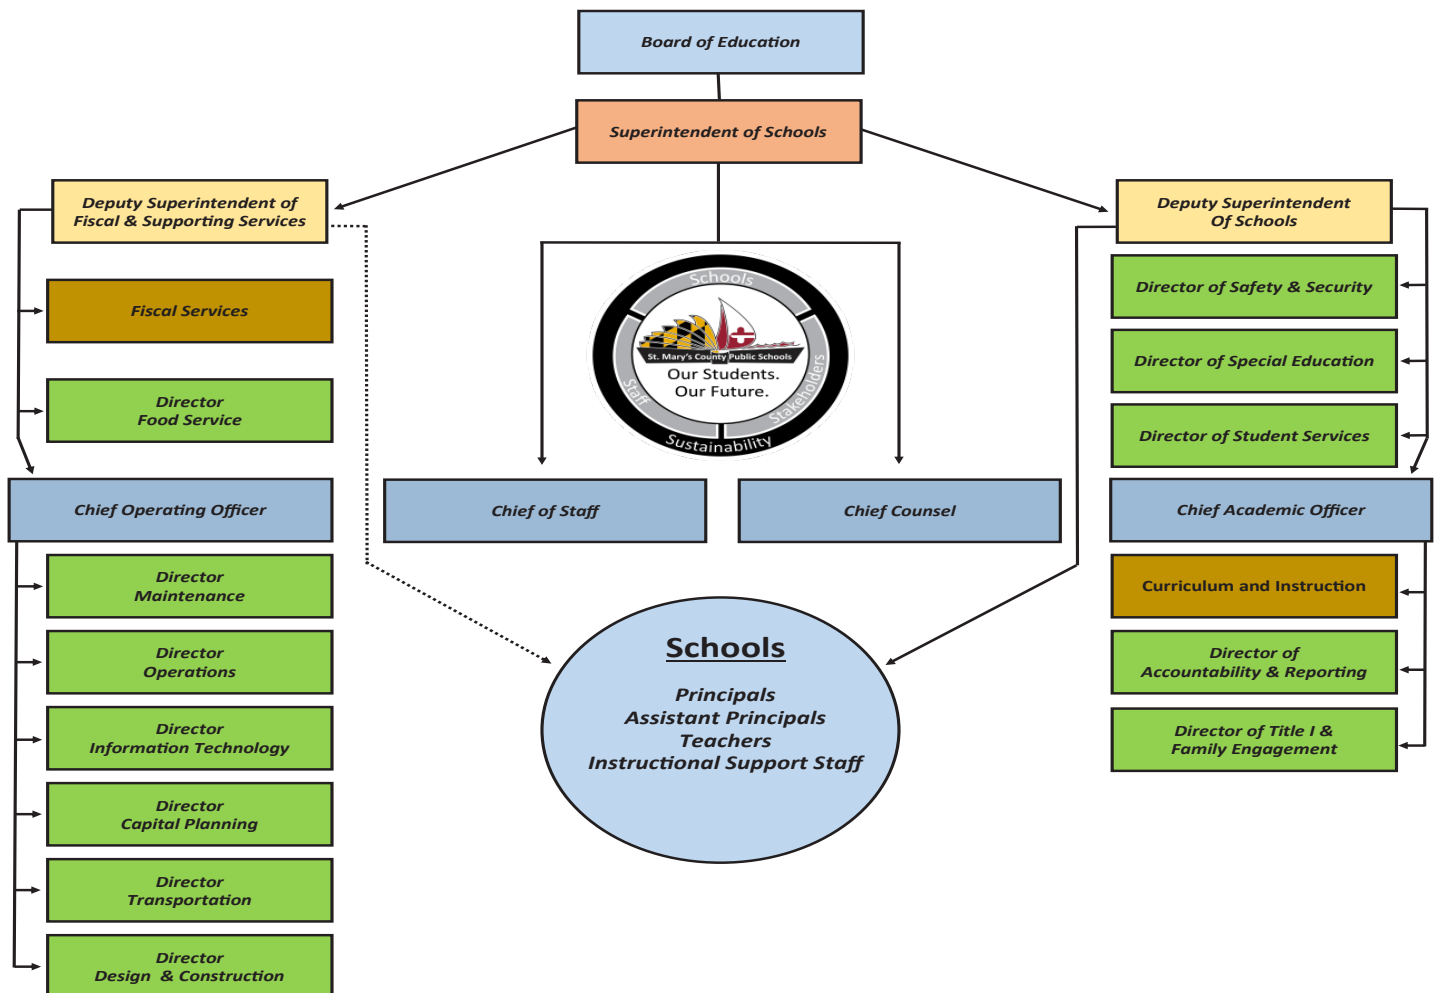 Board of Education
Superintendent of Schools
Deputy Superintendent of
Fiscal & Supporting Services
Deputy Superintendent
Of Schools
Fiscal Services
Director
Food Service
Chief Operating Officer
Director
Maintenance
Director
Operations
Director
Information Technology
Director
Capital Planning
Director
Transportation
Director
Design & Construction
Schools
St. Mary's County Public Schools
Our Students.
Our Future.
Staff
Stakeholders
Sustainability
Chief of Staff
Chief Counsel
Schools
Principals
Assistant Principals
Teachers
Instructional Support Staff
Director of Safety & Security
Director of Special Education
Director of Student Services
Chief Academic Officer
Curriculum and Instruction
Director of
Accountability & Reporting
Director of Title I &
Family Engagement